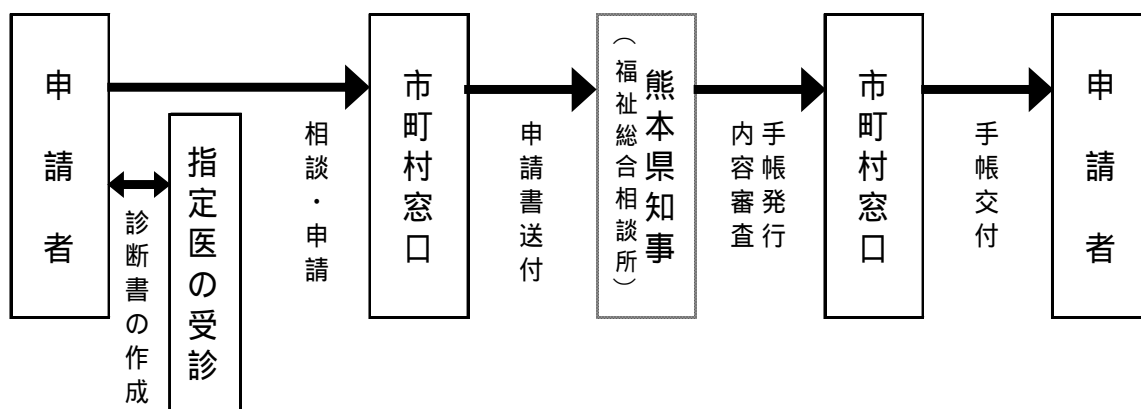 申請者
診断書の作成
指定医の受診
相談・申請
市町村窓口
申請書送付
熊本県知事
（福祉総合相談所）
手帳発行
内容審査
市町村窓口
手帳交付
申請者